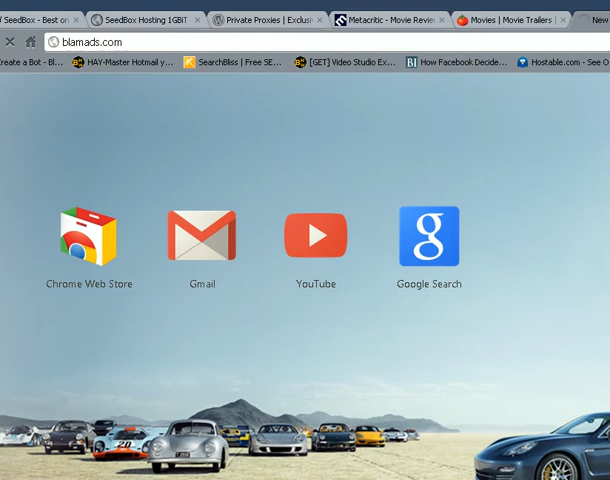 SeedBox - Best on SeedBox Hosting 1GBIT Private Proxies | Exclusi Metacritic - Movie Review Movies | Movie Trailers | New
blamads.com
reate a Bot - Bl... HAY-Master Hotmail y... SearchBliss | Free SE... [GET] Video Studio Ex... How Facebook Decide... Hostable.com - See O
Chrome Web Store Gmail YouTube Google Search
20